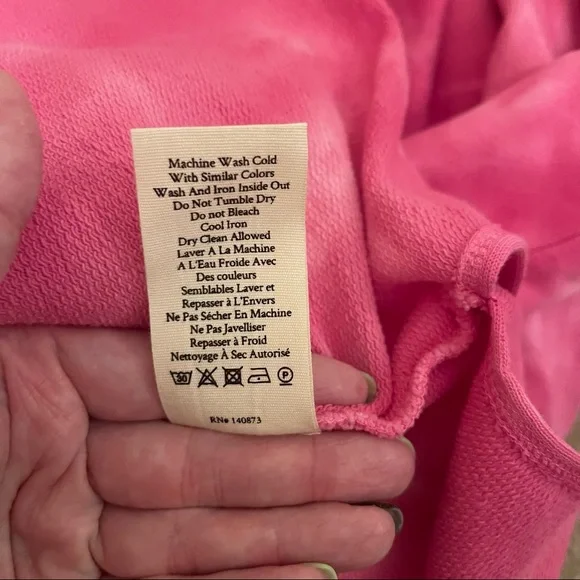 Machine Wash Cold
With Similar Colors
Wash And Iron Inside Out
Do Not Tumble Dry
Do not Bleach
Cool Iron
Dry Clean Allowed
Laver A La Machine
A L'Eau Froide Avec
Des couleurs
Semblables Laver et
Repasser à L'Envers
Ne Pas Sécher En Machine
Ne Pas Javelliser
Repasser à Froid
Nettoyage À Sec Autorisé
30 P
RN# 140873